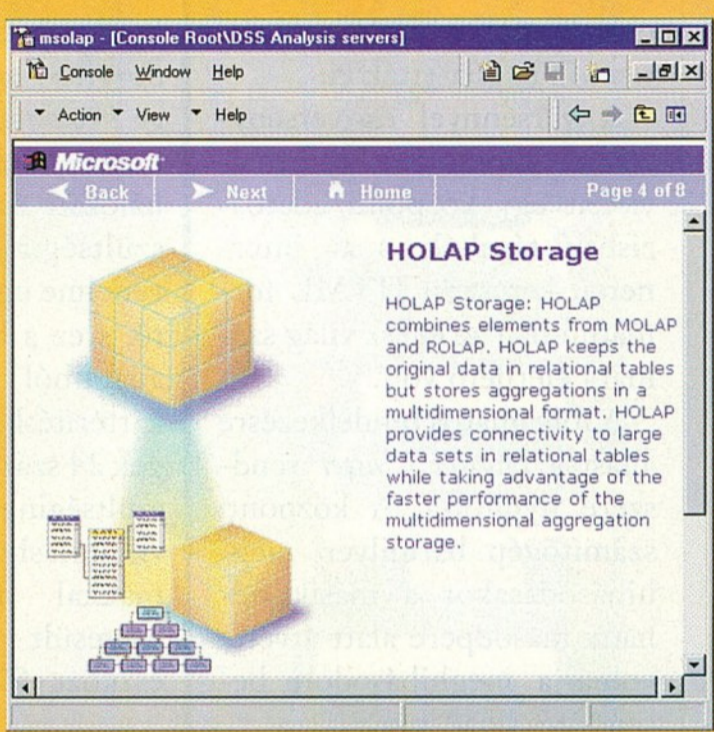 msolap - [Console Root\DSS Analysis servers]
Console Window Help
Action View Help
Microsoft
Back Next Home Page 4 of 8
HOLAP Storage
HOLAP Storage: HOLAP
combines elements from MOLAP
and ROLAP. HOLAP keeps the
original data in relational tables
but stores aggregations in a
multidimensional format. HOLAP
provides connectivity to large
data sets in relational tables
while taking advantage of the
faster performance of the
multidimensional aggregation
storage.